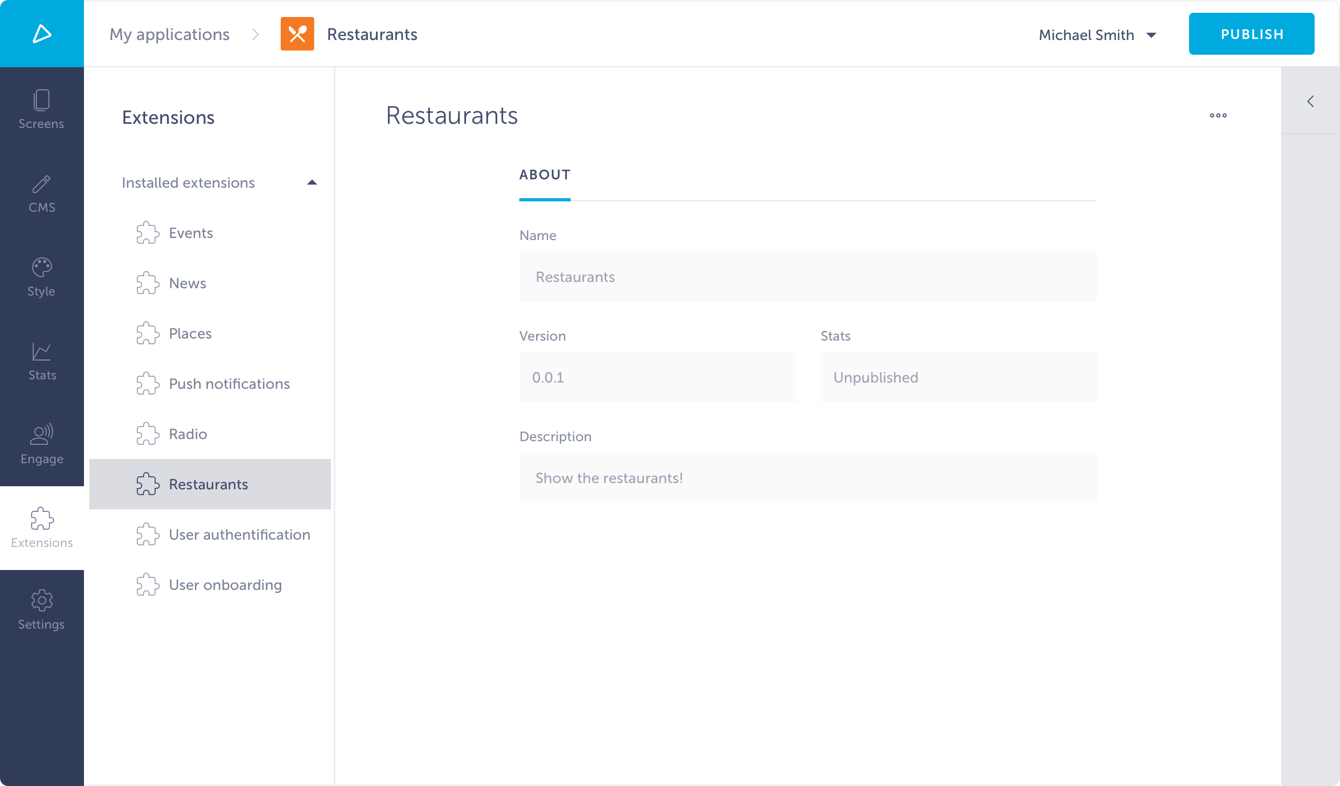 My applications
Restaurants
Michael Smith
PUBLISH
Screens
CMS
Style
Stats
Engage
Extensions
Settings
Extensions
Installed extensions
Events
News
Places
Push notifications
Radio
Restaurants
User authentification
User onboarding
Restaurants
ABOUT
Name
Restaurants
Version
Stats
0.0.1
Unpublished
Description
Show the restaurants!